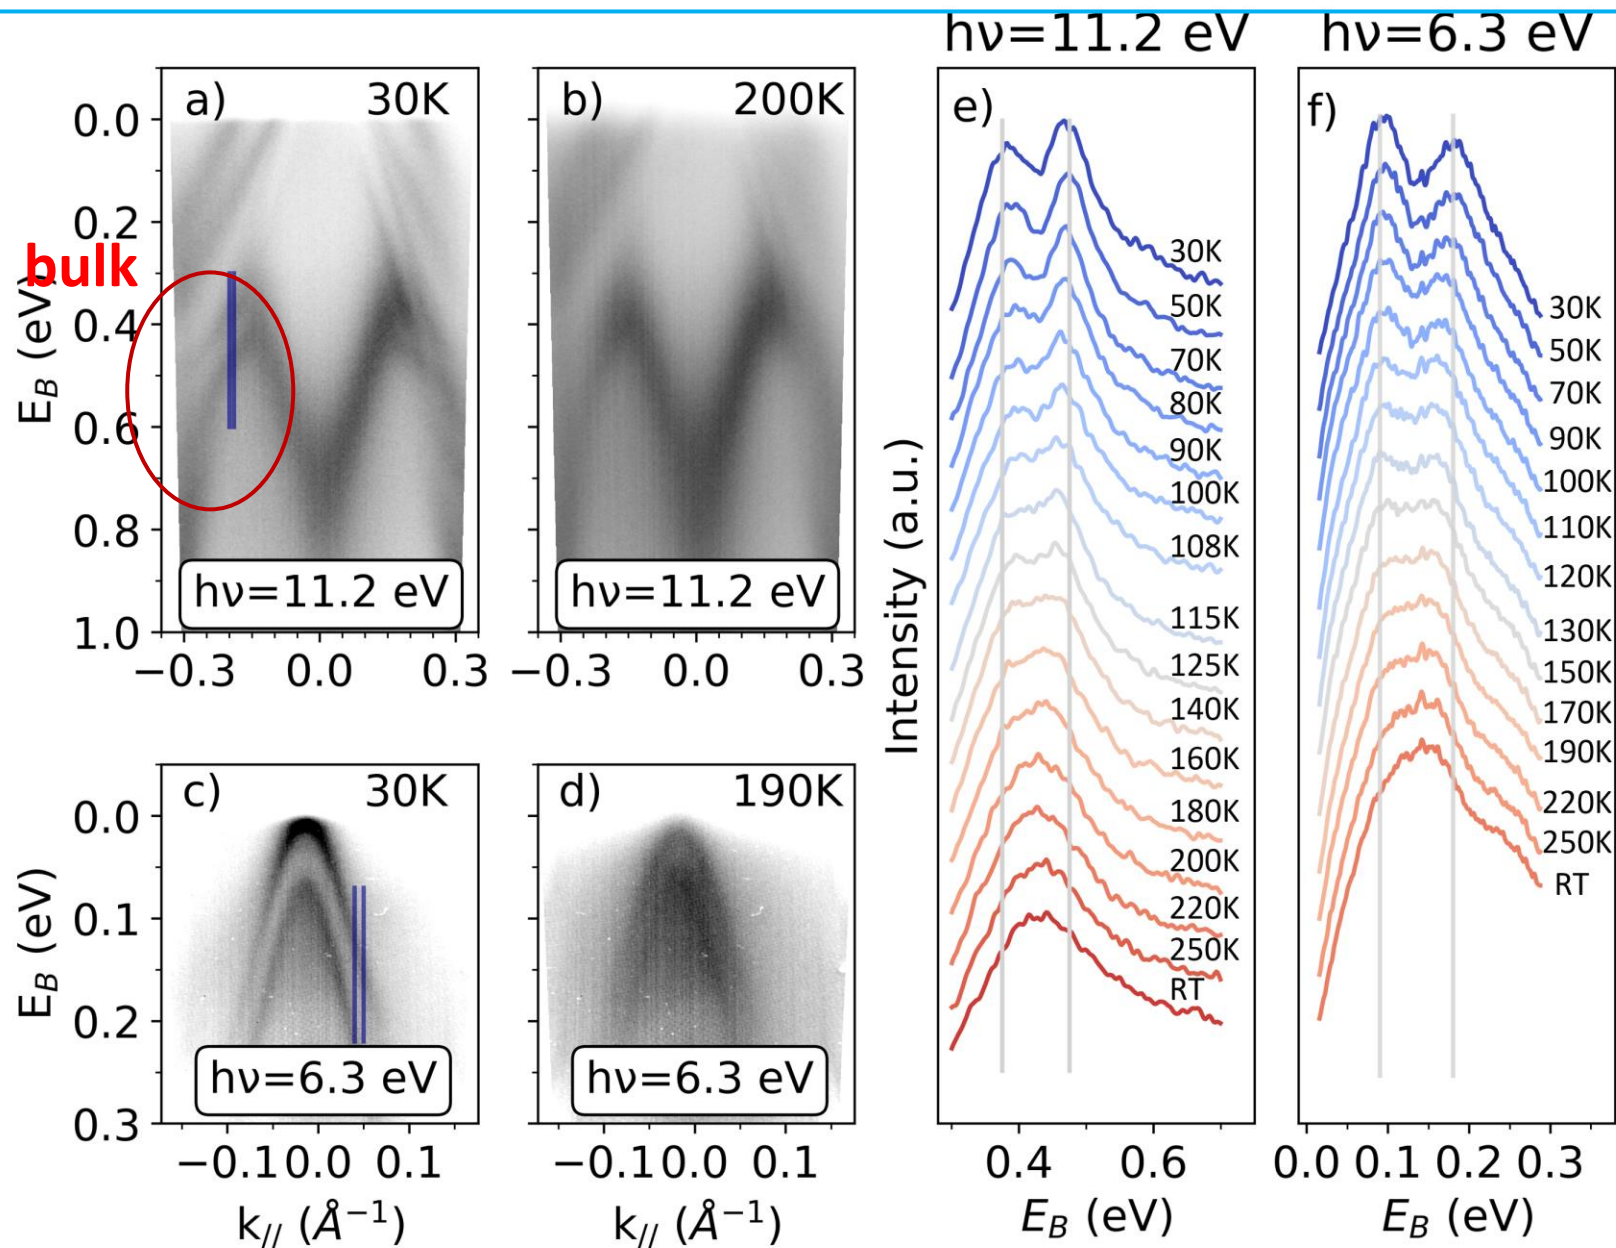 hν=11.2 eV
hν=6.3 eV
a)
30K
b)
200K
bulk
E_B (eV)
0.0
0.2
0.4
0.6
0.8
1.0
hν=11.2 eV
hν=11.2 eV
−0.3
0.0
0.3
−0.3
0.0
0.3
c)
30K
d)
190K
E_B (eV)
0.0
0.1
0.2
0.3
hν=6.3 eV
hν=6.3 eV
−0.1
0.0
0.1
−0.1
0.0
0.1
k_{//} (Å⁻¹)
k_{//} (Å⁻¹)
e)
Intensity (a.u.)
30K
50K
70K
80K
90K
100K
108K
115K
125K
140K
160K
180K
200K
220K
250K
RT
0.4
0.6
E_B (eV)
f)
30K
50K
70K
90K
100K
110K
120K
130K
150K
170K
190K
220K
250K
RT
0.0
0.1
0.2
0.3
E_B (eV)